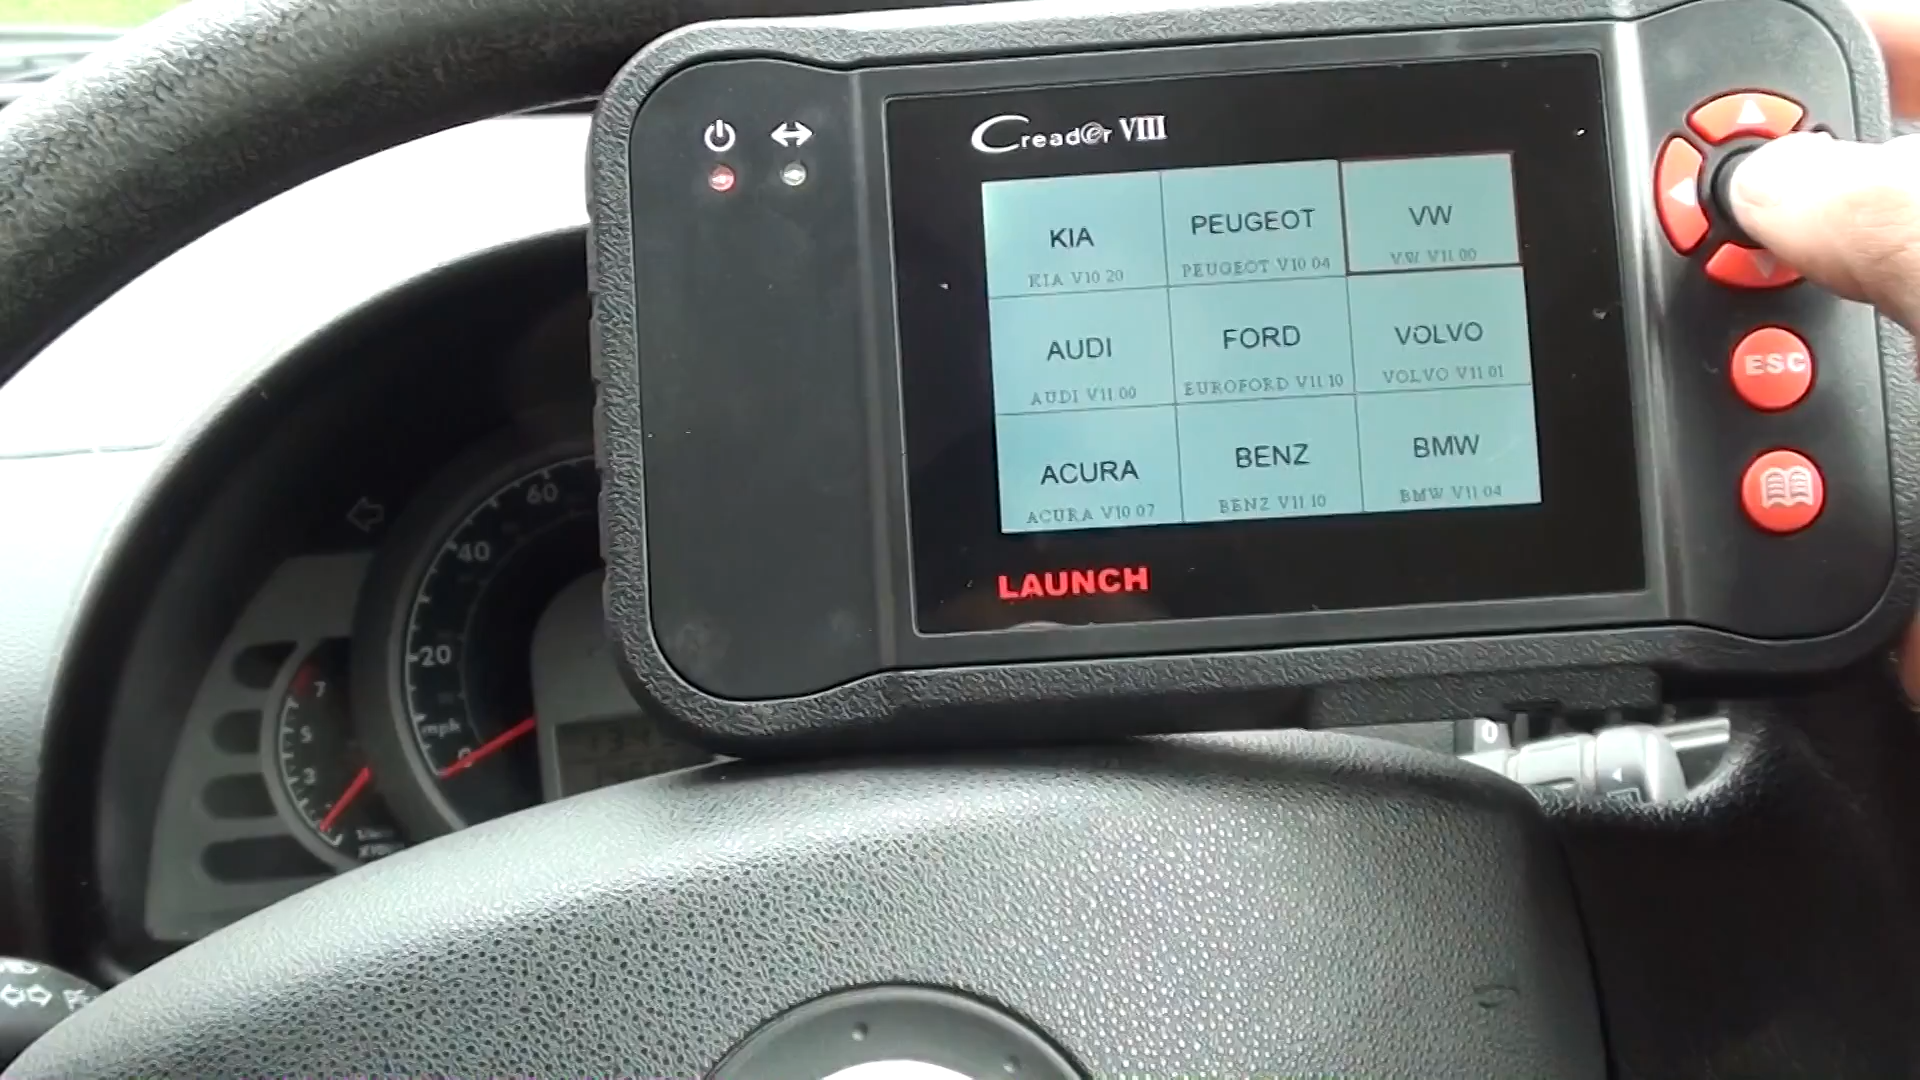 Creader VIII
KIA PEUGEOT VW
KIA V10 20 PEUGEOT V10 04 VW V11 00
AUDI FORD VOLVO
AUDI V11 00 EUROFORD V11 10 VOLVO V11 01
ACURA BENZ BMW
ACURA V10 07 BENZ V11 10 BMW V11 04
LAUNCH
ESC
60
40
20
mph
0
7
5
3
0